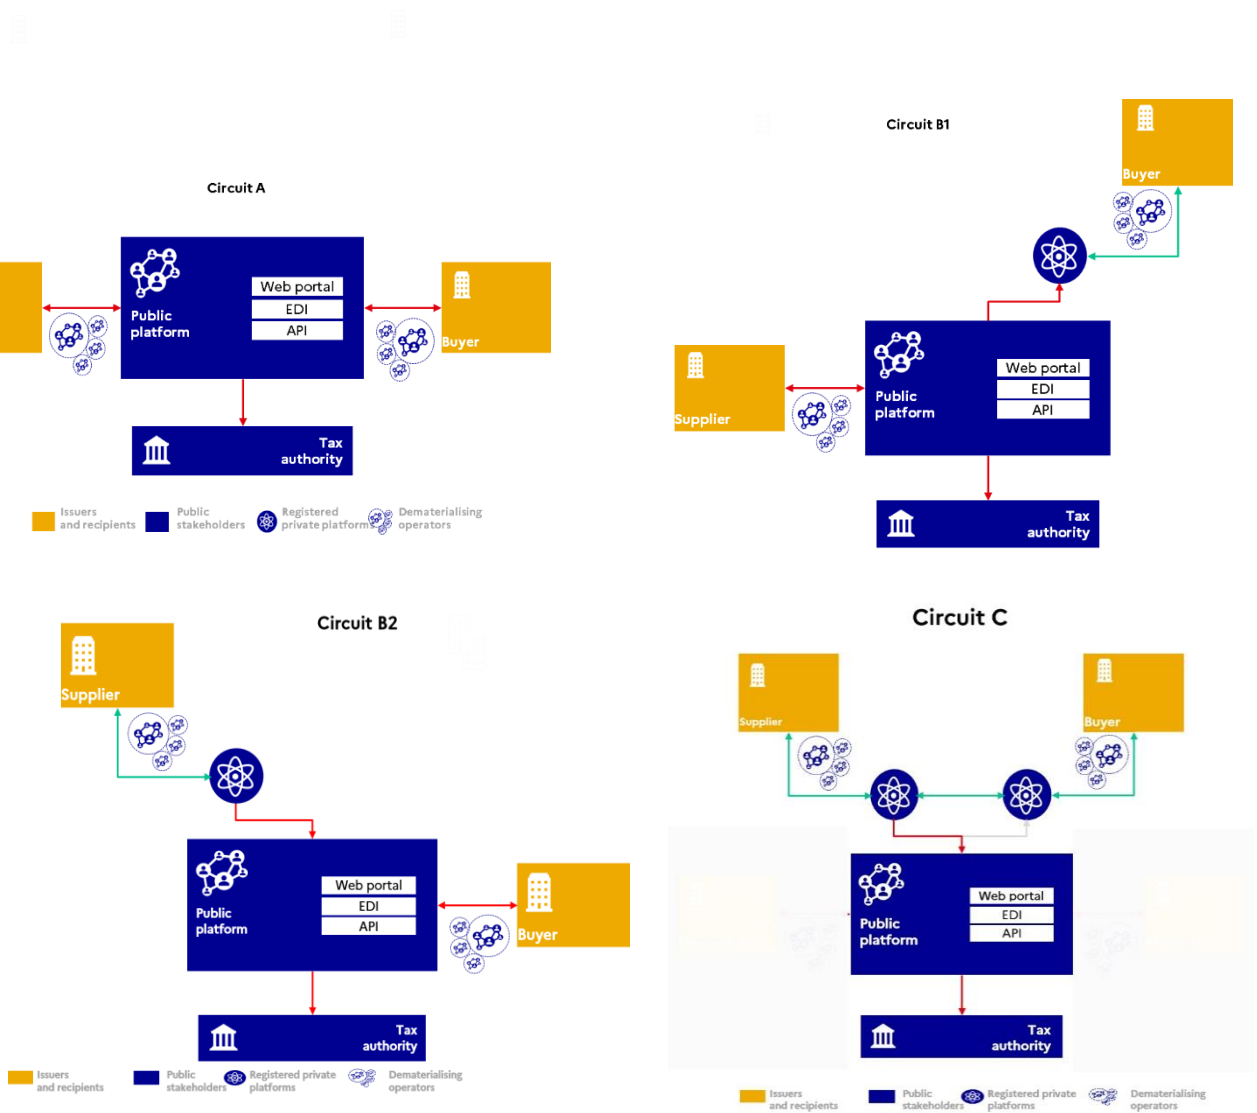 Circuit A
Web portal
EDI
API
Public
platform
Buyer
Tax
authority
Issuers
and recipients
Public
stakeholders
Registered
private platforms
Dematerialising
operators
Circuit B1
Buyer
Web portal
EDI
API
Public
platform
Supplier
Tax
authority
Circuit B2
Supplier
Web portal
EDI
API
Public
platform
Buyer
Tax
authority
Issuers
and recipients
Public
stakeholders
Registered private
platforms
Dematerialising
operators
Circuit C
Supplier
Buyer
Web portal
EDI
API
Public
platform
Tax
authority
Issuers
and recipients
Public
stakeholders
Registered private
platforms
Dematerialising
operators